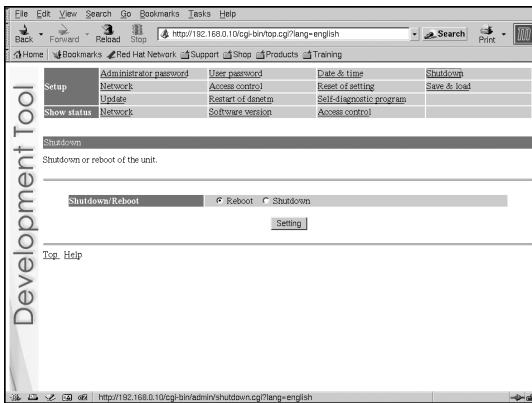 File Edit View Search Go Bookmarks Tasks Help
Back Forward Reload Stop http://192.168.0.10/cgi-bin/top.cgi?lang=english Search Print
Home Bookmarks Red Hat Network Support Shop Products Training
Development Tool
Setup Administrator password User password Date & time Shutdown
Network Access control Reset of setting Save & load
Update Restart of dsnetm Self-diagnostic program
Show status Network Software version Access control
Shutdown
Shutdown or reboot of the unit.
Shutdown/Reboot Reboot Shutdown
Setting
Top Help
http://192.168.0.10/cgi-bin/admin/shutdown.cgi?lang=english